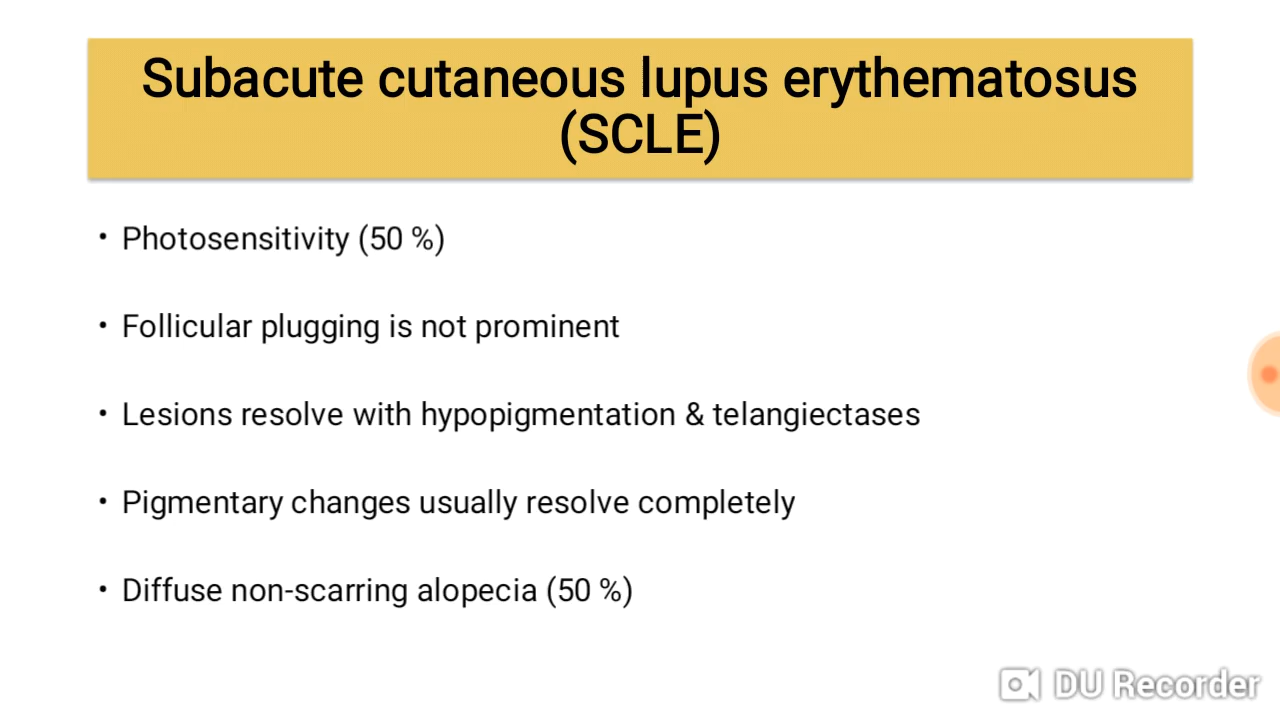 Subacute cutaneous lupus erythematosus
(SCLE)
• Photosensitivity (50 %)
• Follicular plugging is not prominent
• Lesions resolve with hypopigmentation & telangiectases
• Pigmentary changes usually resolve completely
• Diffuse non-scarring alopecia (50 %)
DU Recorder